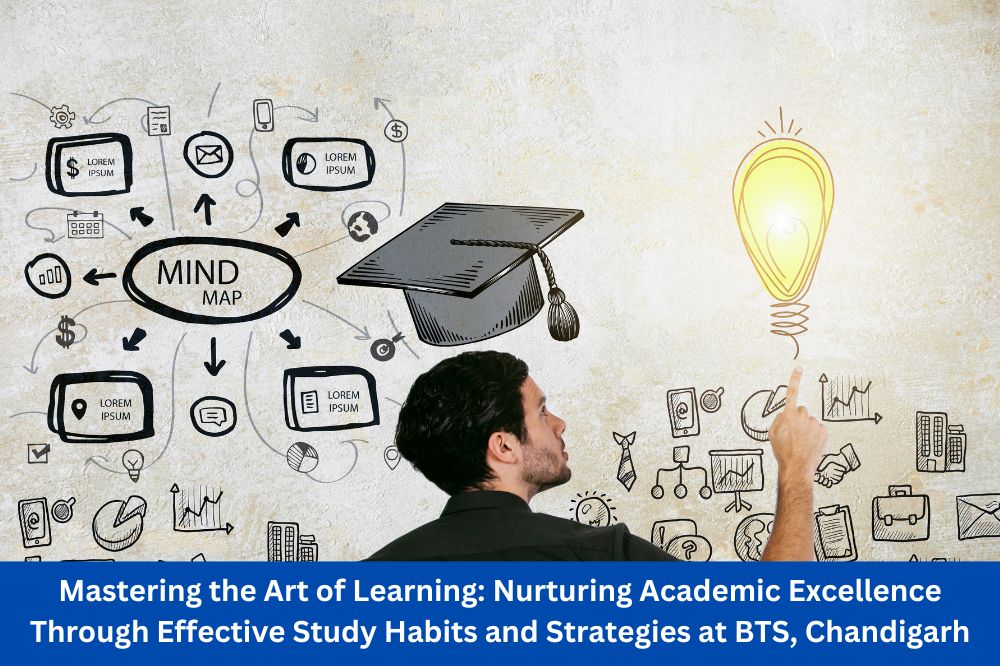 LOREM
IPSUM
LOREM
IPSUM
MIND
MAP
LOREM
IPSUM
LOREM
IPSUM
Mastering the Art of Learning: Nurturing Academic Excellence
Through Effective Study Habits and Strategies at BTS, Chandigarh